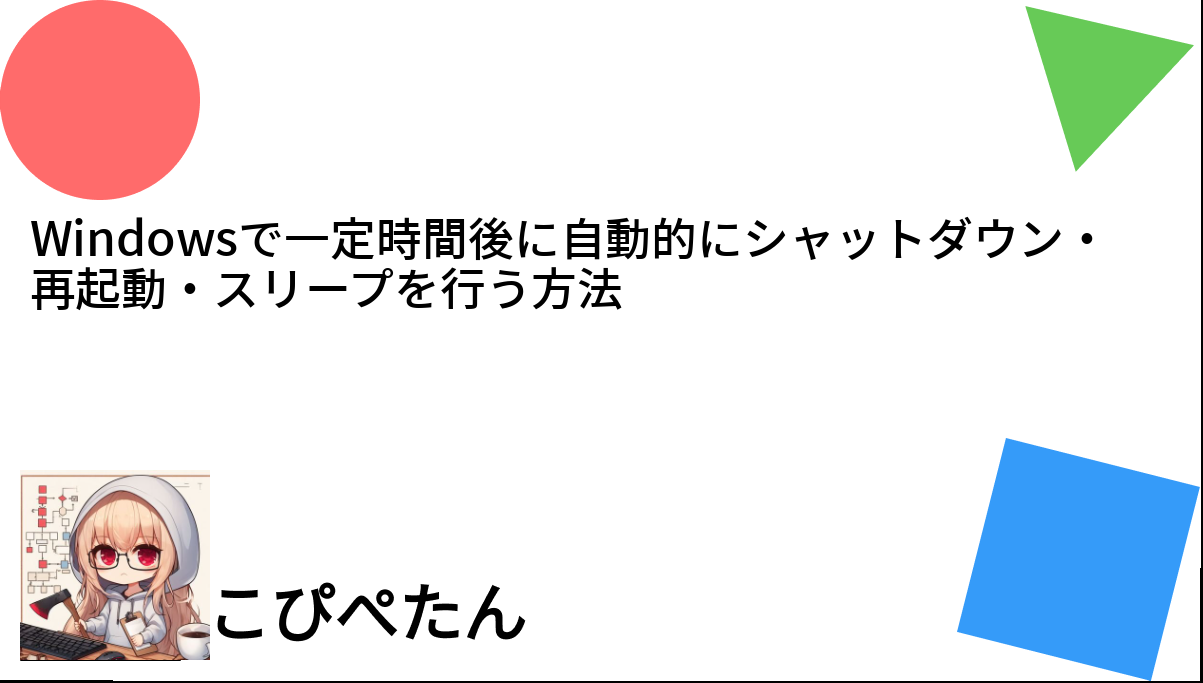 Windowsで一定時間後に自動的にシャットダウン・
再起動・スリープを行う方法
こぴぺたん